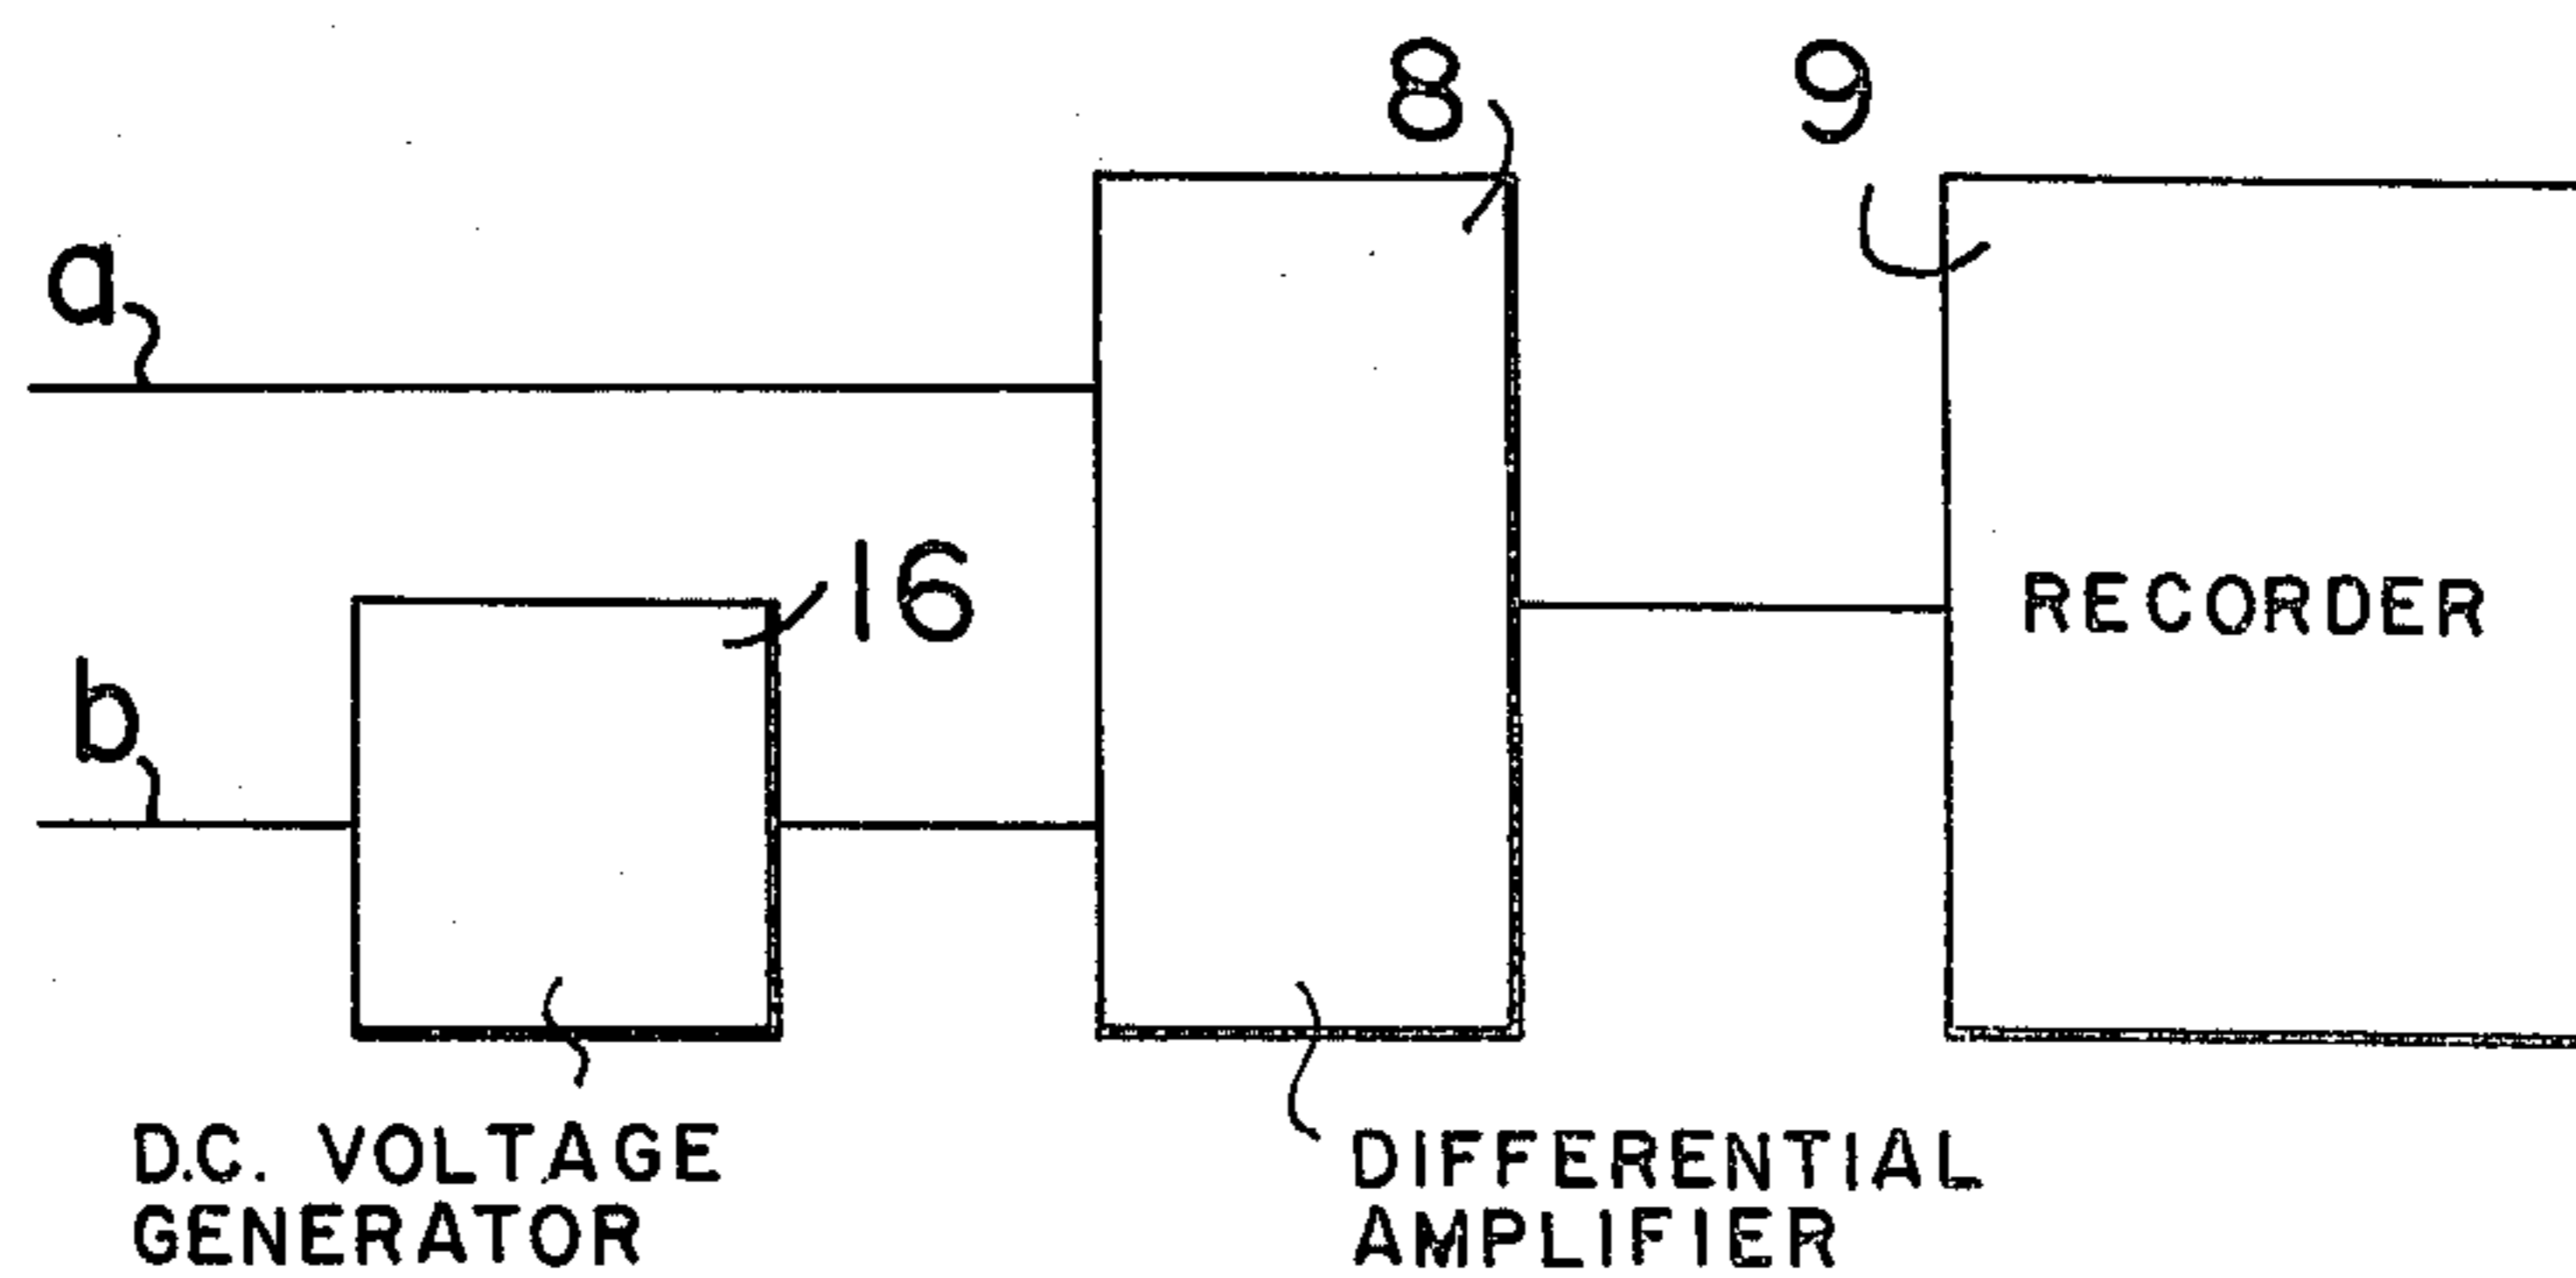 8
9
a
16
RECORDER
b
D.C. VOLTAGE
GENERATOR
DIFFERENTIAL
AMPLIFIER